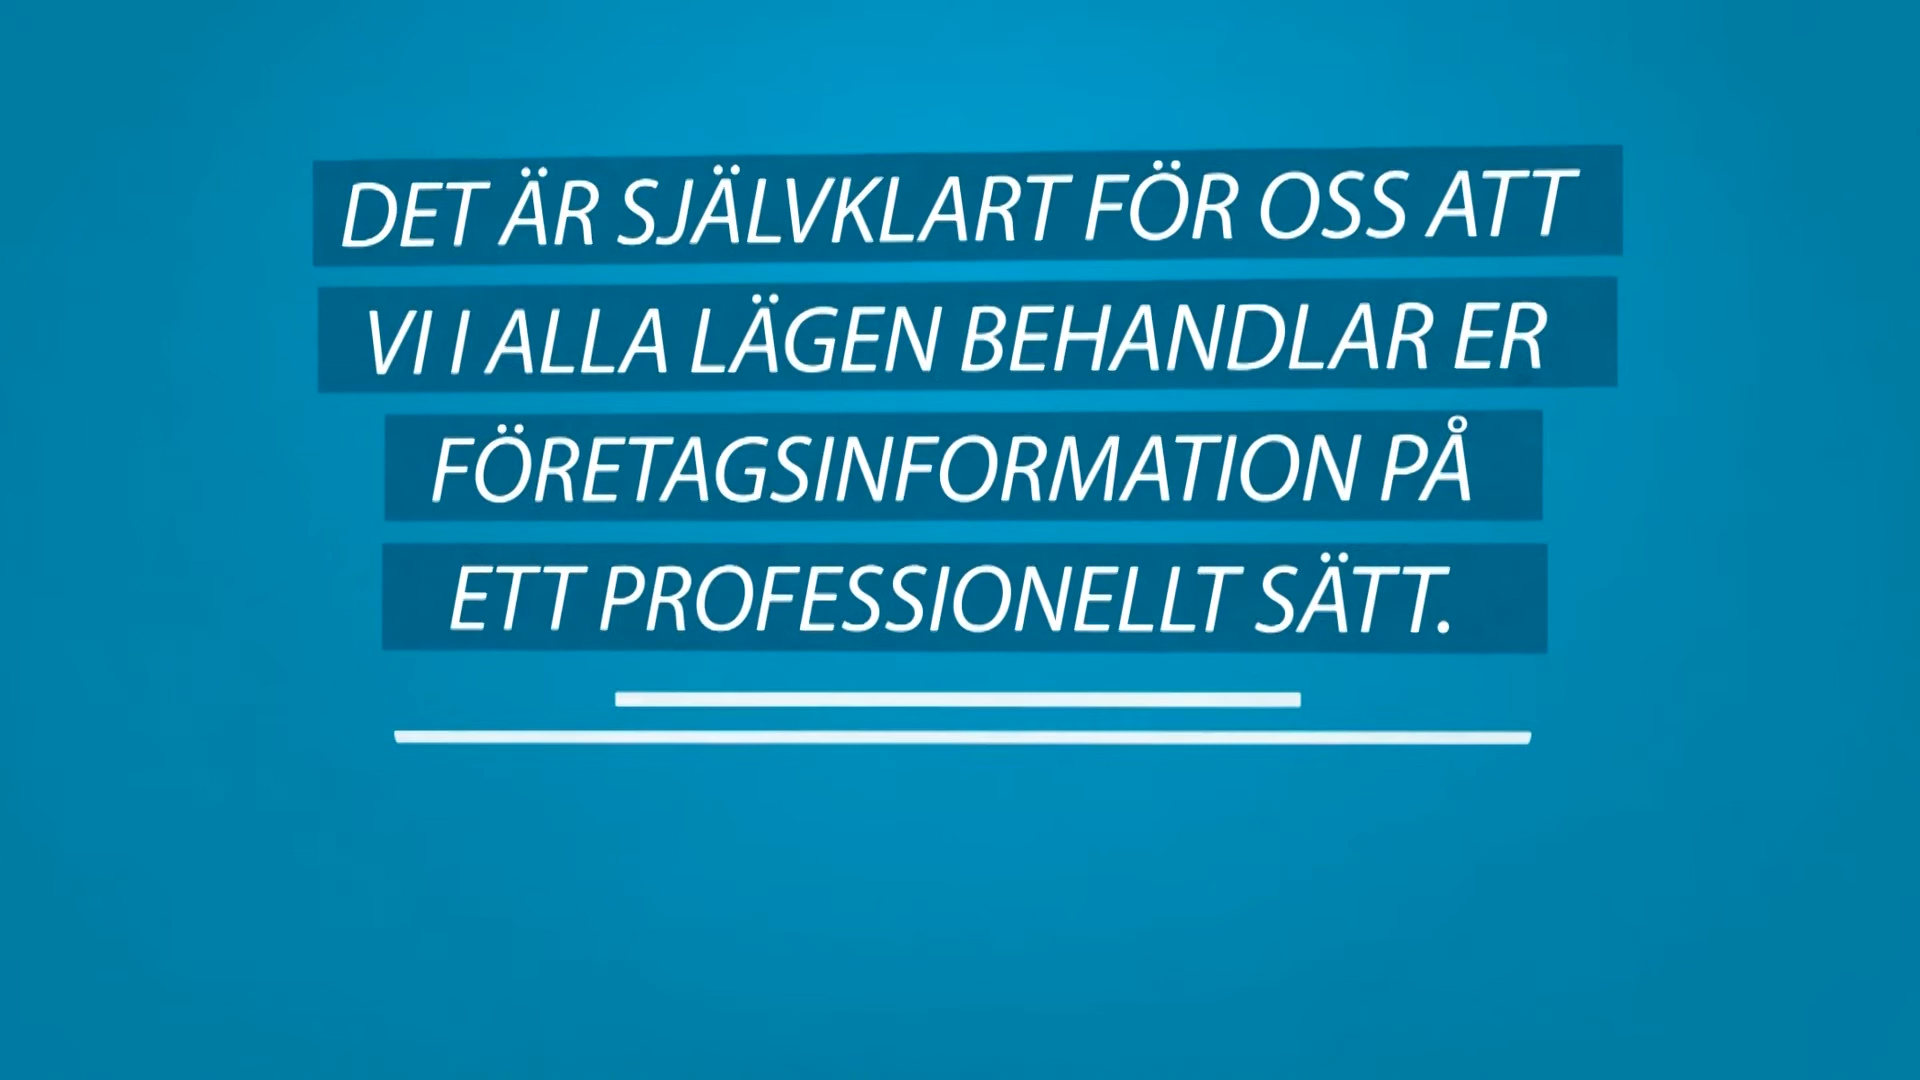 DET ÄR SJÄLVKLART FÖR OSS ATT
VI I ALLA LÄGEN BEHANDLAR ER
FÖRETAGSINFORMATION PÅ
ETT PROFESSIONELLT SÄTT.